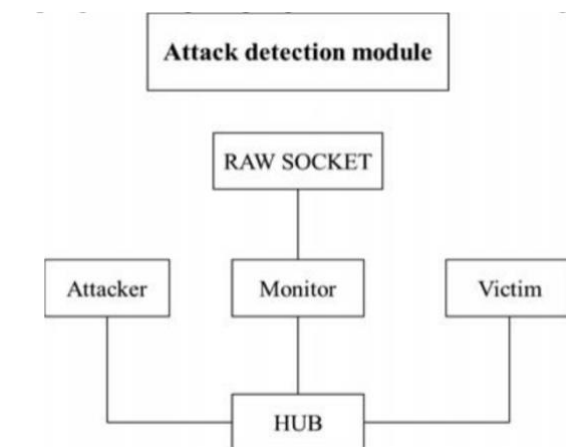 Attack detection module
RAW SOCKET
Attacker
Monitor
Victim
HUB